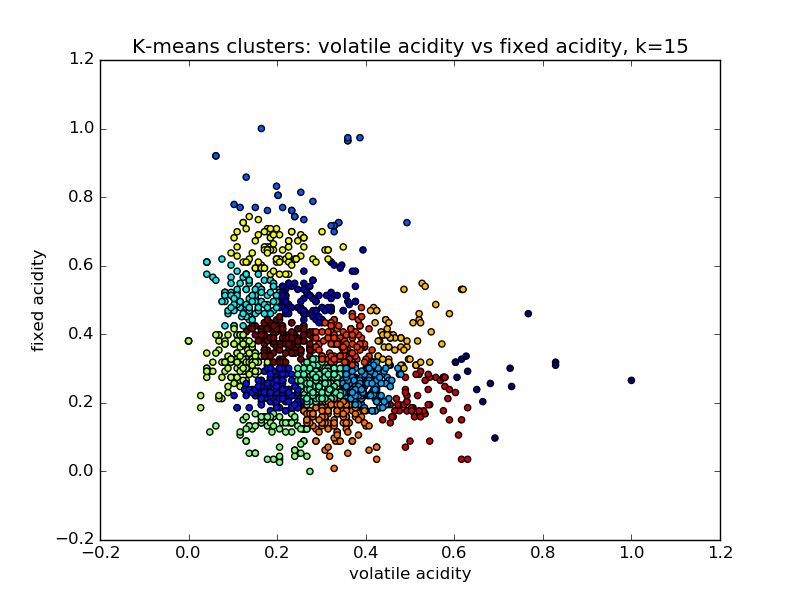 K-means clusters: volatile acidity vs fixed acidity, k=15
1.2
1.0
0.8
0.6
0.4
0.2
0.0
−0.2
fixed acidity
−0.2 0.0 0.2 0.4 0.6 0.8 1.0 1.2
volatile acidity